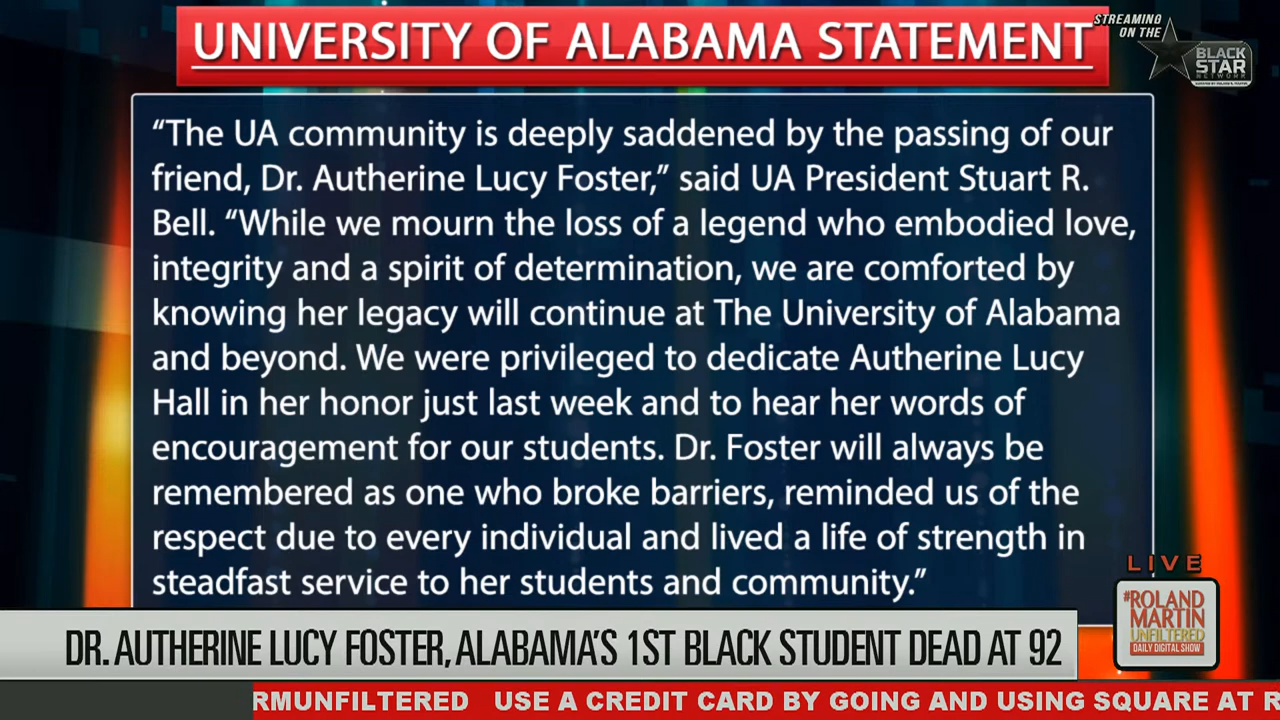 UNIVERSITY OF ALABAMA STATEMENT
STREAMING
ON THE
BLACK
STAR
NETWORK
“The UA community is deeply saddened by the passing of our
friend, Dr. Autherine Lucy Foster,” said UA President Stuart R.
Bell. “While we mourn the loss of a legend who embodied love,
integrity and a spirit of determination, we are comforted by
knowing her legacy will continue at The University of Alabama
and beyond. We were privileged to dedicate Autherine Lucy
Hall in her honor just last week and to hear her words of
encouragement for our students. Dr. Foster will always be
remembered as one who broke barriers, reminded us of the
respect due to every individual and lived a life of strength in
steadfast service to her students and community.”
LIVE
#ROLAND
MARTIN
UNFILTERED
DAILY DIGITAL SHOW
DR. AUTHERINE LUCY FOSTER, ALABAMA'S 1ST BLACK STUDENT DEAD AT 92
RMUNFILTERED USE A CREDIT CARD BY GOING AND USING SQUARE AT R